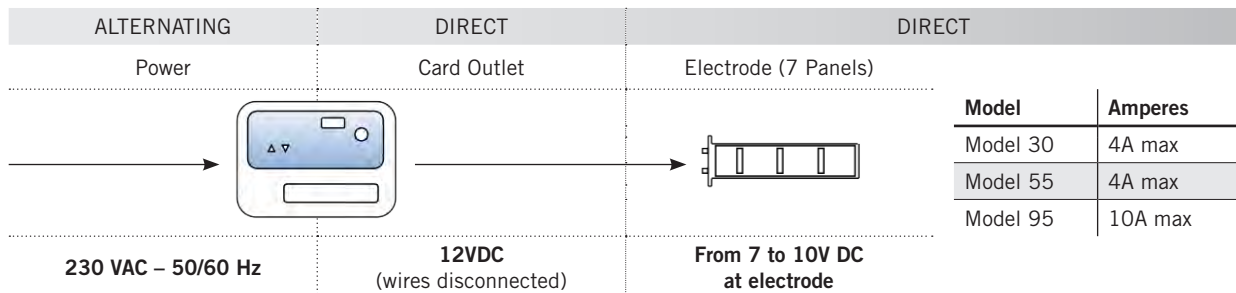 ALTERNATING DIRECT DIRECT
Power Card Outlet Electrode (7 Panels)
Model Amperes
Model 30 4A max
Model 55 4A max
Model 95 10A max
230 VAC – 50/60 Hz
12VDC
(wires disconnected)
From 7 to 10V DC
at electrode